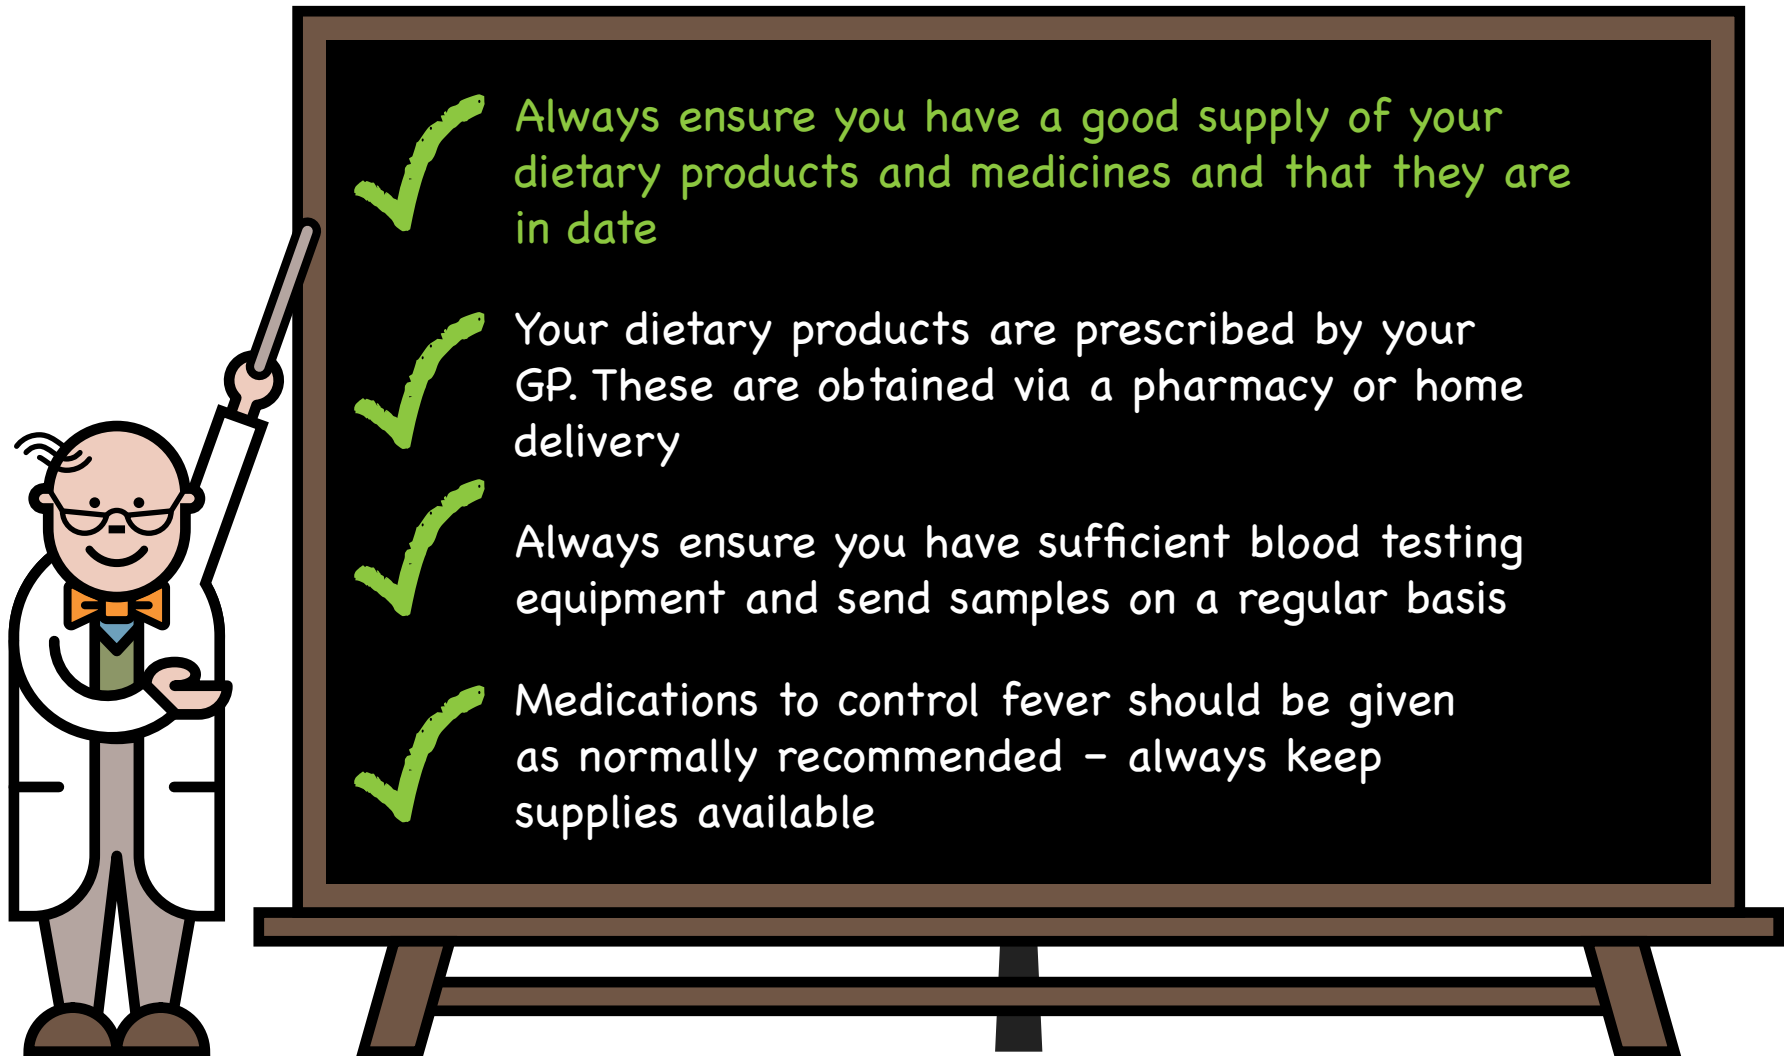 Always ensure you have a good supply of your
dietary products and medicines and that they are
in date
Your dietary products are prescribed by your
GP. These are obtained via a pharmacy or home
delivery
Always ensure you have sufficient blood testing
equipment and send samples on a regular basis
Medications to control fever should be given
as normally recommended – always keep
supplies available